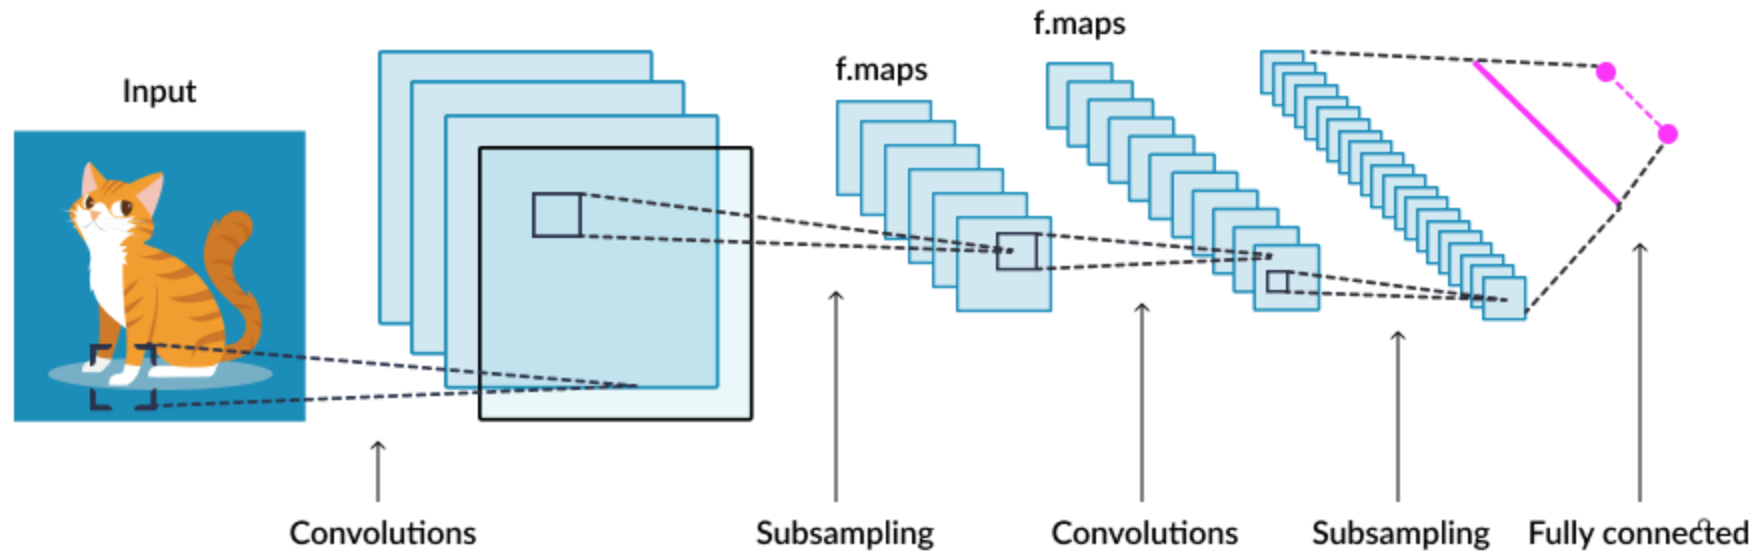 f.maps
f.maps
Input
Convolutions
Subsampling
Convolutions
Subsampling
Fully connected